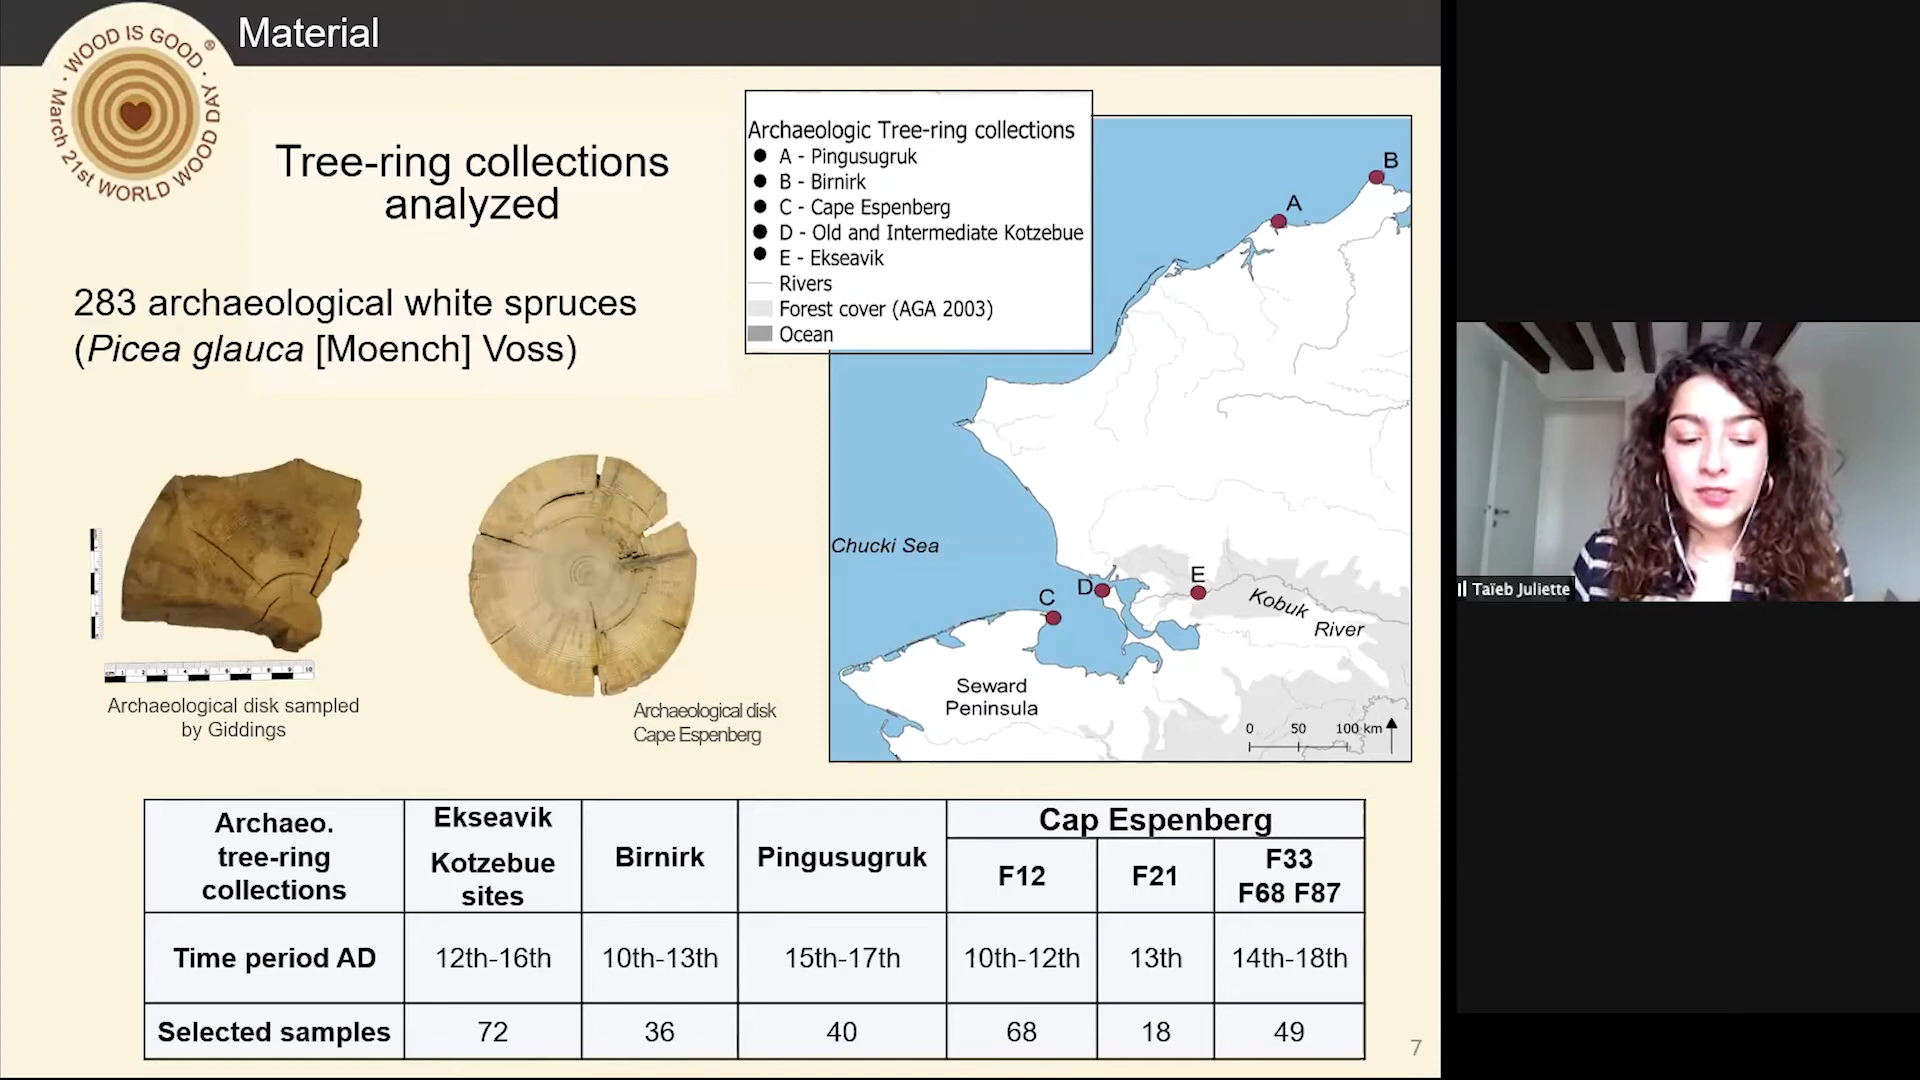 Material
WOOD IS GOOD ®
March 21st WORLD WOOD DAY
Tree-ring collections
analyzed
283 archaeological white spruces
(Picea glauca [Moench] Voss)
Archaeologic Tree-ring collections
A - Pingusugruk
B - Birnirk
C - Cape Espenberg
D - Old and Intermediate Kotzebue
E - Ekseavik
Rivers
Forest cover (AGA 2003)
Ocean
B
A
Chucki Sea
E
D
C
Kobuk
River
Seward
Peninsula
0 50 100 km
Archaeological disk sampled
by Giddings
Archaeological disk
Cape Espenberg
Taïeb Juliette
Archaeo.
tree-ring
collections
Ekseavik
Kotzebue
sites
Birnirk
Pingusugruk
Cap Espenberg
F12
F21
F33
F68 F87
Time period AD
12th-16th
10th-13th
15th-17th
10th-12th
13th
14th-18th
Selected samples
72
36
40
68
18
49
7